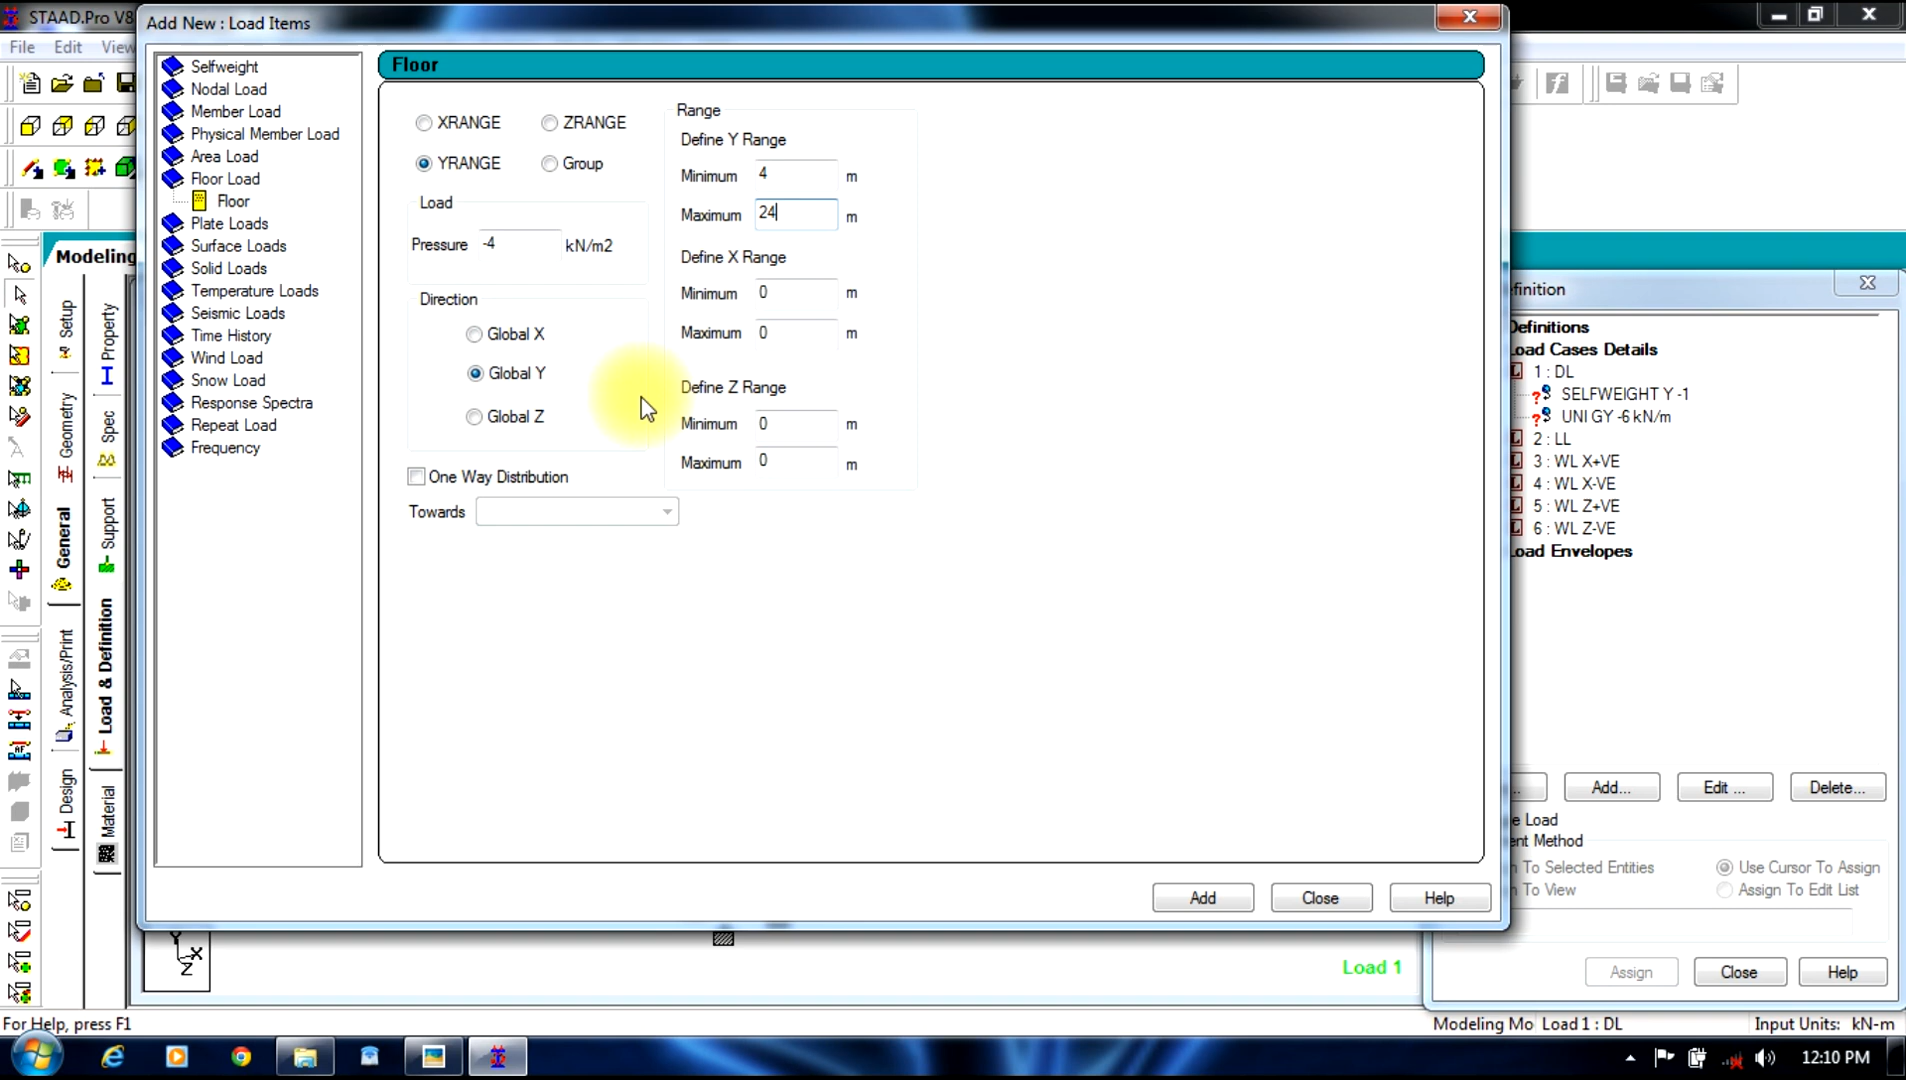 STAAD.Pro V8
Add New : Load Items
File Edit View
Selfweight
Nodal Load
Member Load
Physical Member Load
Area Load
Floor Load
Floor
Plate Loads
Surface Loads
Solid Loads
Temperature Loads
Seismic Loads
Time History
Wind Load
Snow Load
Response Spectra
Repeat Load
Frequency
Floor
XRANGE
ZRANGE
YRANGE
Group
Load
Pressure -4 kN/m2
Direction
Global X
Global Y
Global Z
One Way Distribution
Towards
Range
Define Y Range
Minimum 4 m
Maximum 24 m
Define X Range
Minimum 0 m
Maximum 0 m
Define Z Range
Minimum 0 m
Maximum 0 m
Add
Close
Help
Modeling
Setup
Geometry
General
Analysis/Print
Design
Property
Spec
Support
Load & Definition
Material
finition
Definitions
Load Cases Details
1 : DL
SELFWEIGHT Y -1
UNI GY -6 kN/m
2 : LL
3 : WL X+VE
4 : WL X-VE
5 : WL Z+VE
6 : WL Z-VE
Load Envelopes
...
Add...
Edit ...
Delete...
e Load
ent Method
n To Selected Entities
Use Cursor To Assign
n To View
Assign To Edit List
Assign
Close
Help
Y
X
Z
Load 1
For Help, press F1
Modeling Mo
Load 1 : DL
Input Units: kN-m
12:10 PM